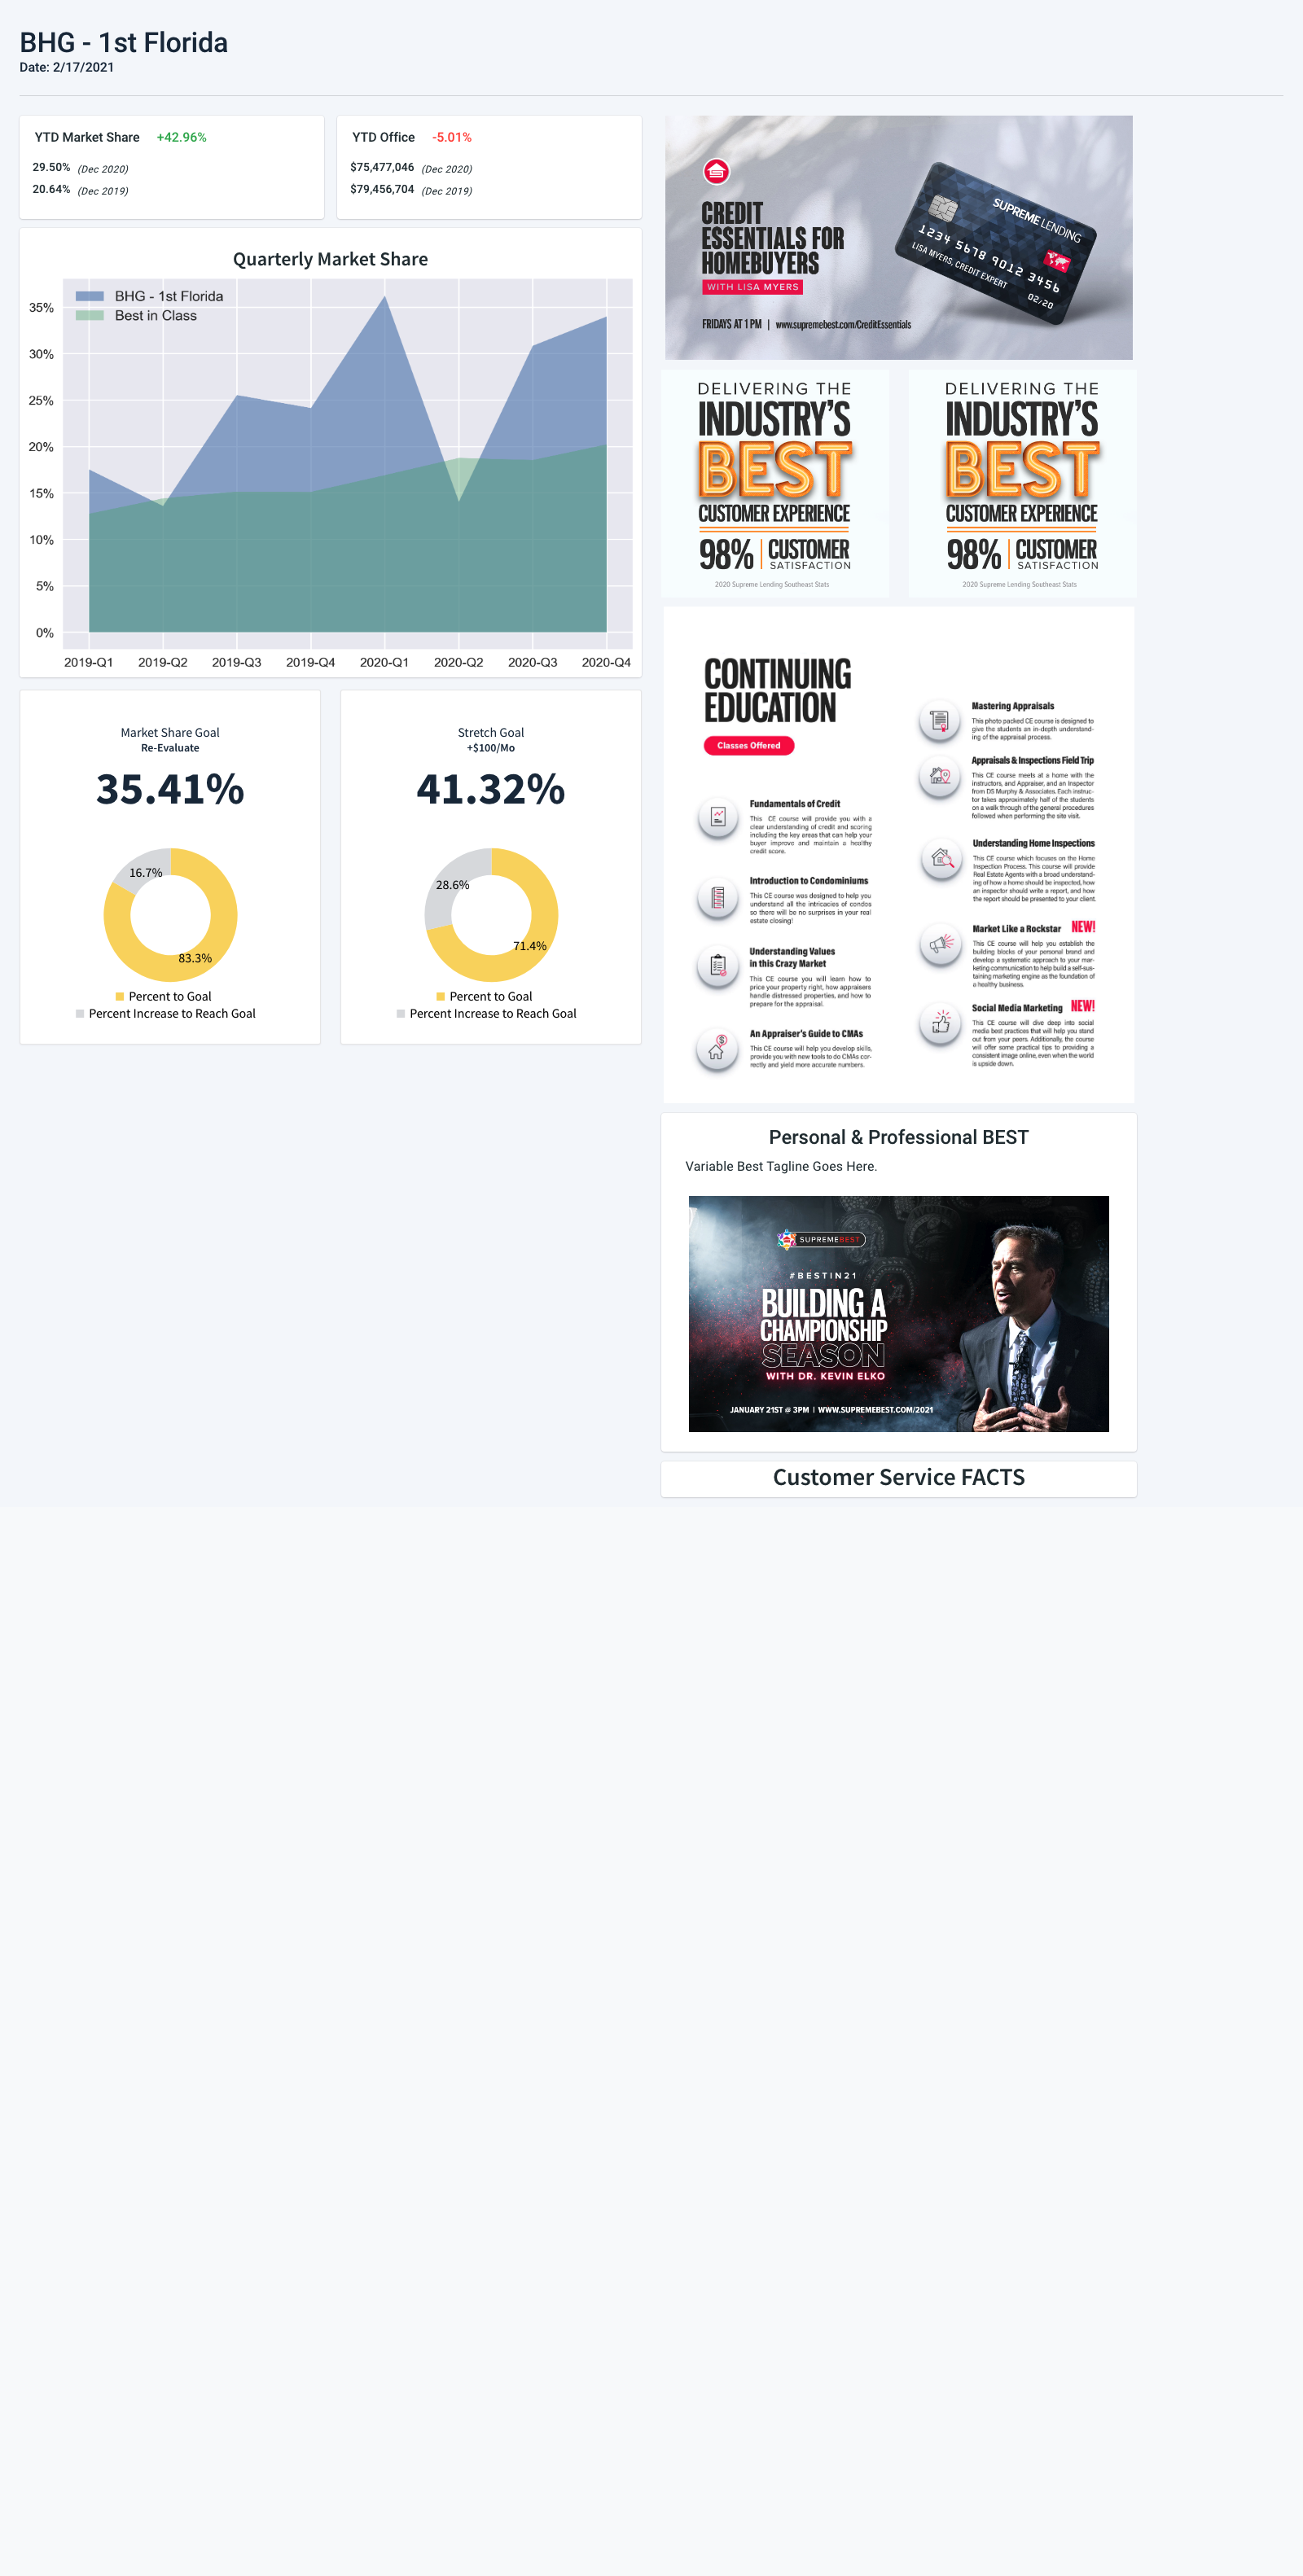 BHG - 1st Florida
Date: 2/17/2021
YTD Market Share +42.96%
29.50% (Dec 2020)
20.64% (Dec 2019)
YTD Office -5.01%
$75,477,046 (Dec 2020)
$79,456,704 (Dec 2019)
Quarterly Market Share
BHG - 1st Florida
Best in Class
35%
30%
25%
20%
15%
10%
5%
0%
2019-Q1 2019-Q2 2019-Q3 2019-Q4 2020-Q1 2020-Q2 2020-Q3 2020-Q4
Market Share Goal
Re-Evaluate
35.41%
16.7%
83.3%
Percent to Goal
Percent Increase to Reach Goal
Stretch Goal
+$100/Mo
41.32%
28.6%
71.4%
Percent to Goal
Percent Increase to Reach Goal
CREDIT
ESSENTIALS FOR
HOMEBUYERS
WITH LISA MYERS
FRIDAYS AT 1 PM | www.supremebest.com/CreditEssentials
SUPREME LENDING
1234 5678 9012 3456
LISA MYERS, CREDIT EXPERT
02/20
DELIVERING THE
INDUSTRY'S
BEST
CUSTOMER EXPERIENCE
98% | CUSTOMER
SATISFACTION
2020 Supreme Lending Southeast Stats
DELIVERING THE
INDUSTRY'S
BEST
CUSTOMER EXPERIENCE
98% | CUSTOMER
SATISFACTION
2020 Supreme Lending Southeast Stats
CONTINUING
EDUCATION
Classes Offered
Fundamentals of Credit
This CE course will provide you with a
clear understanding of credit and scoring
including the key areas that can help your
buyer improve and maintain a healthy
credit score.
Introduction to Condominiums
This CE course was designed to help you
understand all the intricacies of condos
so there will be no surprises in your real
estate closing!
Understanding Values
in this Crazy Market
This CE course you will learn how to
price your property right, how appraisers
handle distressed properties, and how to
prepare for the appraisal.
An Appraiser's Guide to CMAs
This CE course will help you develop skills,
provide you with new tools to do CMAs cor-
rectly and yield more accurate numbers.
Mastering Appraisals
This photo packed CE course is designed to
give the students an in-depth understand-
ing of the appraisal process.
Appraisals & Inspections Field Trip
This CE course meets at a home with the
instructors, and Appraiser, and an Inspector
from DS Murphy & Associates. Each instruc-
tor takes approximately half of the students
on a walk through of the general procedures
followed when performing the site visit.
Understanding Home Inspections
This CE course which focuses on the Home
Inspection Process. This course will provide
Real Estate Agents with a broad understand-
ing of how a home should be inspected, how
an inspector should write a report, and how
the report should be presented to your client.
Market Like a Rockstar NEW!
This CE course will help you establish the
building blocks of your personal brand and
develop a systematic approach to your mar-
keting communication to help build a self-sus-
taining marketing engine as the foundation of
a healthy business.
Social Media Marketing NEW!
This CE course will dive deep into social
media best practices that will help you stand
out from your peers. Additionally, the course
will offer some practical tips to providing a
consistent image online, even when the world
is upside down.
Personal & Professional BEST
Variable Best Tagline Goes Here.
SUPREMEBEST
#BESTIN21
BUILDING A
CHAMPIONSHIP
SEASON
WITH DR. KEVIN ELKO
JANUARY 21ST @ 3PM | WWW.SUPREMEBEST.COM/2021
Customer Service FACTS